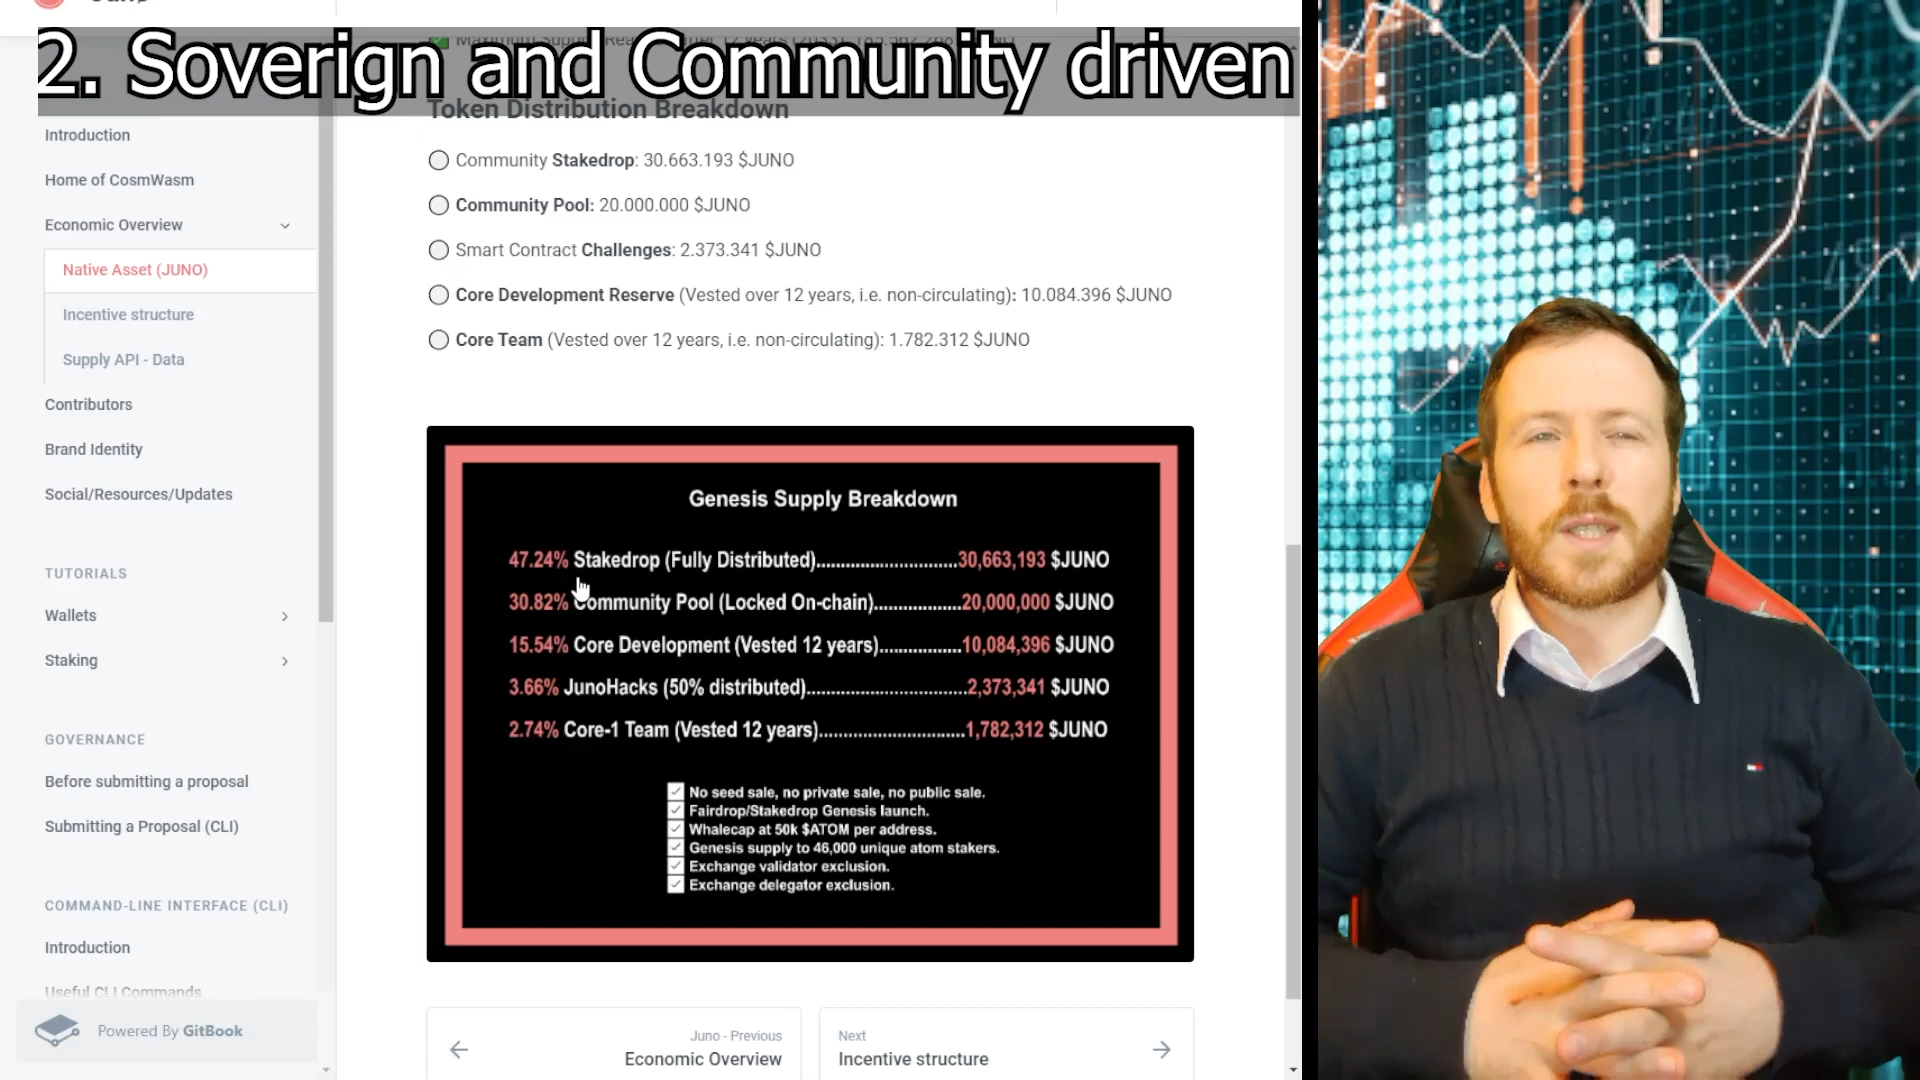 2. Soverign and Community driven
Token Distribution Breakdown
Introduction
Home of CosmWasm
Economic Overview
Native Asset (JUNO)
Incentive structure
Supply API - Data
Contributors
Brand Identity
Social/Resources/Updates
TUTORIALS
Wallets
Staking
GOVERNANCE
Before submitting a proposal
Submitting a Proposal (CLI)
COMMAND-LINE INTERFACE (CLI)
Introduction
Useful CLI Commands
Powered By GitBook
Community Stakedrop: 30.663.193 $JUNO
Community Pool: 20.000.000 $JUNO
Smart Contract Challenges: 2.373.341 $JUNO
Core Development Reserve (Vested over 12 years, i.e. non-circulating): 10.084.396 $JUNO
Core Team (Vested over 12 years, i.e. non-circulating): 1.782.312 $JUNO
Genesis Supply Breakdown
47.24% Stakedrop (Fully Distributed).............................30,663,193 $JUNO
30.82% Community Pool (Locked On-chain)..................20,000,000 $JUNO
15.54% Core Development (Vested 12 years).................10,084,396 $JUNO
3.66% JunoHacks (50% distributed).................................2,373,341 $JUNO
2.74% Core-1 Team (Vested 12 years)..............................1,782,312 $JUNO
No seed sale, no private sale, no public sale.
Fairdrop/Stakedrop Genesis launch.
Whalecap at 50k $ATOM per address.
Genesis supply to 46,000 unique atom stakers.
Exchange validator exclusion.
Exchange delegator exclusion.
Juno - Previous
Economic Overview
Next
Incentive structure